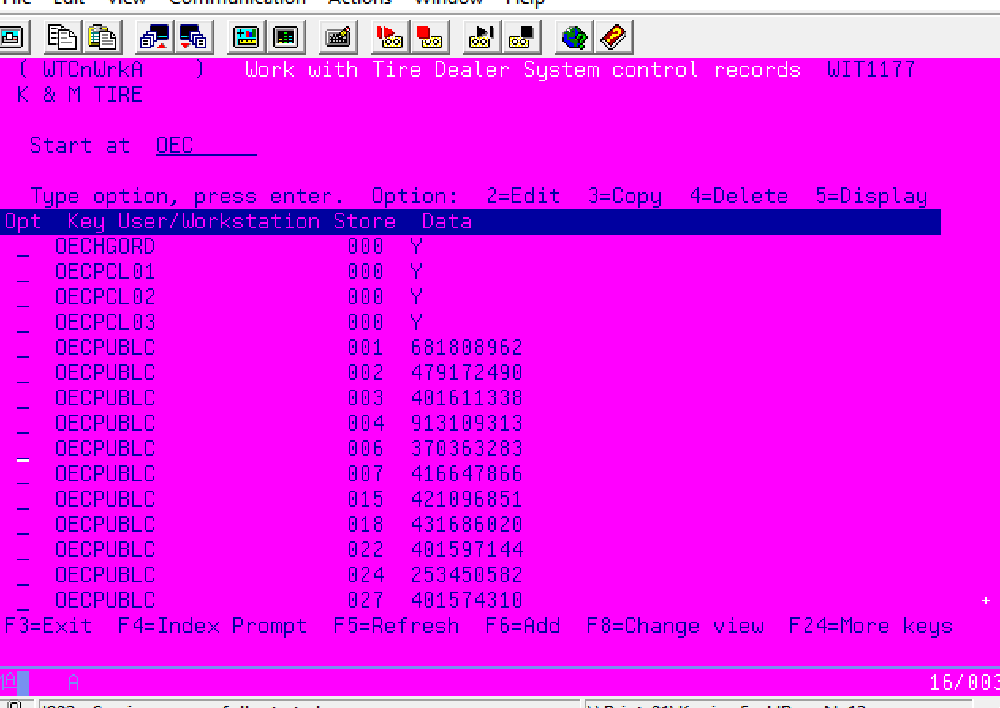 File Edit View Communication Actions Window Help
( WTCnWrkA ) Work with Tire Dealer System control records WIT1177
K & M TIRE
Start at OEC
Type option, press enter. Option: 2=Edit 3=Copy 4=Delete 5=Display
Opt Key User/Workstation Store Data
_ OECHGORD 000 Y
_ OECPCL01 000 Y
_ OECPCL02 000 Y
_ OECPCL03 000 Y
_ OECPUBLC 001 681808962
_ OECPUBLC 002 479172490
_ OECPUBLC 003 401611338
_ OECPUBLC 004 913109313
_ OECPUBLC 006 370363283
_ OECPUBLC 007 416647866
_ OECPUBLC 015 421096851
_ OECPUBLC 018 431686020
_ OECPUBLC 022 401597144
_ OECPUBLC 024 253450582
_ OECPUBLC 027 401574310 +
F3=Exit F4=Index Prompt F5=Refresh F6=Add F8=Change view F24=More keys
A 16/003